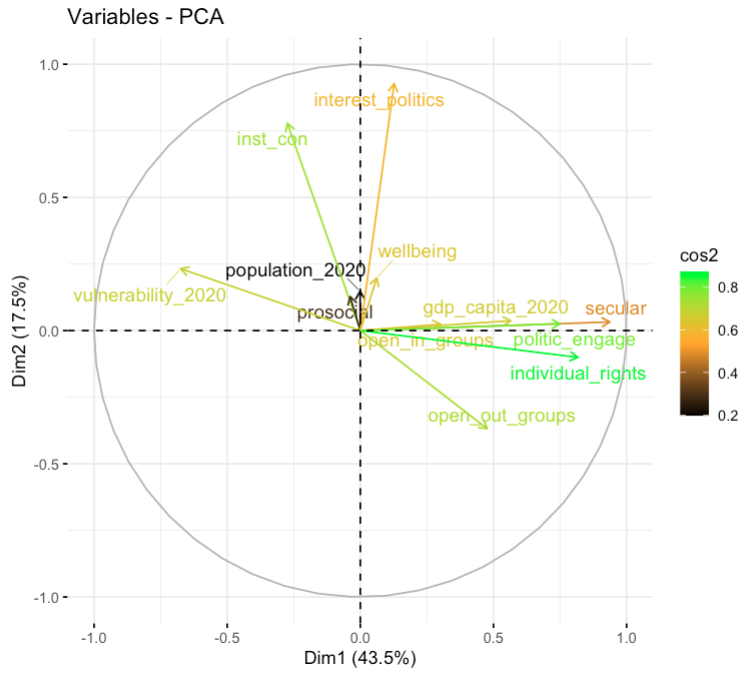 Variables - PCA
1.0
interest_politics
inst_con
0.5
wellbeing
cos2
population_2020
0.8
vulnerability_2020
gdp_capita_2020
secular
prosocial
0.6
0.0
open_in_groups
politic_engage
0.4
individual_rights
0.2
open_out_groups
-0.5
-1.0
Dim2 (17.5%)
-1.0
-0.5
0.0
0.5
1.0
Dim1 (43.5%)